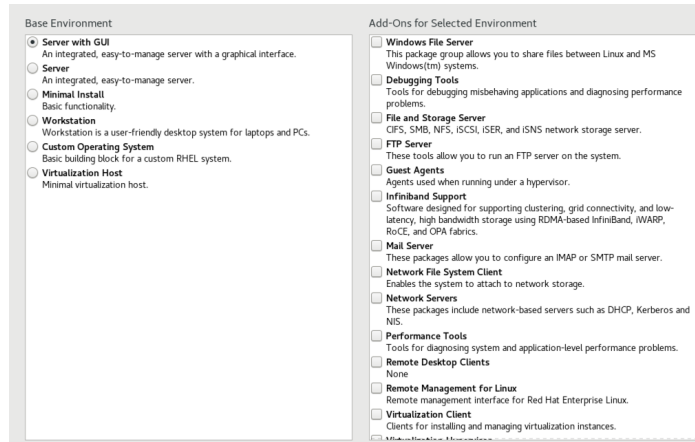 Base Environment
Server with GUI
An integrated, easy-to-manage server with a graphical interface.
Server
An integrated, easy-to-manage server.
Minimal Install
Basic functionality.
Workstation
Workstation is a user-friendly desktop system for laptops and PCs.
Custom Operating System
Basic building block for a custom RHEL system.
Virtualization Host
Minimal virtualization host.
Add-Ons for Selected Environment
Windows File Server
This package group allows you to share files between Linux and MS
Windows(tm) systems.
Debugging Tools
Tools for debugging misbehaving applications and diagnosing performance
problems.
File and Storage Server
CIFS, SMB, NFS, iSCSI, iSER, and iSNS network storage server.
FTP Server
These tools allow you to run an FTP server on the system.
Guest Agents
Agents used when running under a hypervisor.
Infiniband Support
Software designed for supporting clustering, grid connectivity, and low-
latency, high bandwidth storage using RDMA-based InfiniBand, iWARP,
RoCE, and OPA fabrics.
Mail Server
These packages allow you to configure an IMAP or SMTP mail server.
Network File System Client
Enables the system to attach to network storage.
Network Servers
These packages include network-based servers such as DHCP, Kerberos and
NIS.
Performance Tools
Tools for diagnosing system and application-level performance problems.
Remote Desktop Clients
None
Remote Management for Linux
Remote management interface for Red Hat Enterprise Linux.
Virtualization Client
Clients for installing and managing virtualization instances.